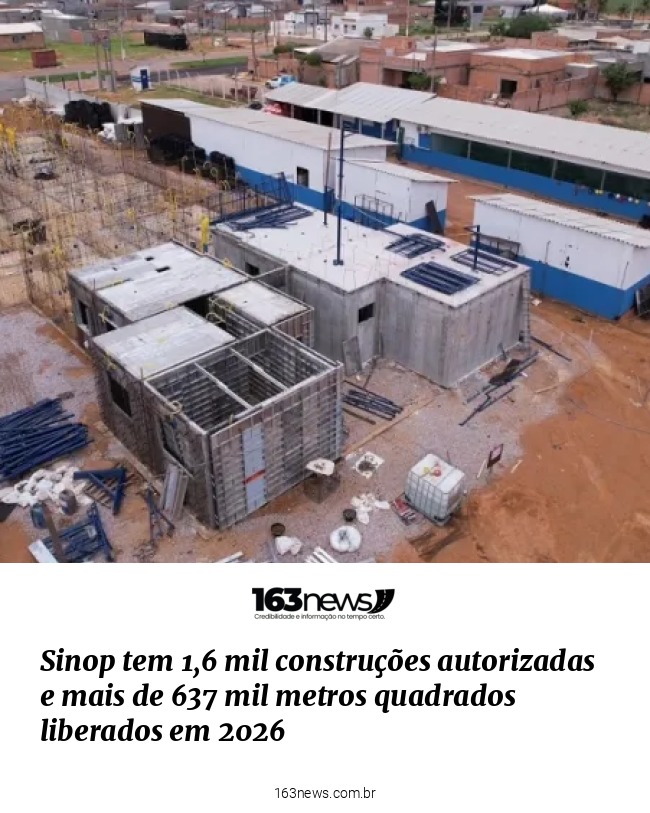 163news
Credibilidade e informação no tempo certo.
Sinop tem 1,6 mil construções autorizadas
e mais de 637 mil metros quadrados
liberados em 2026
163news.com.br